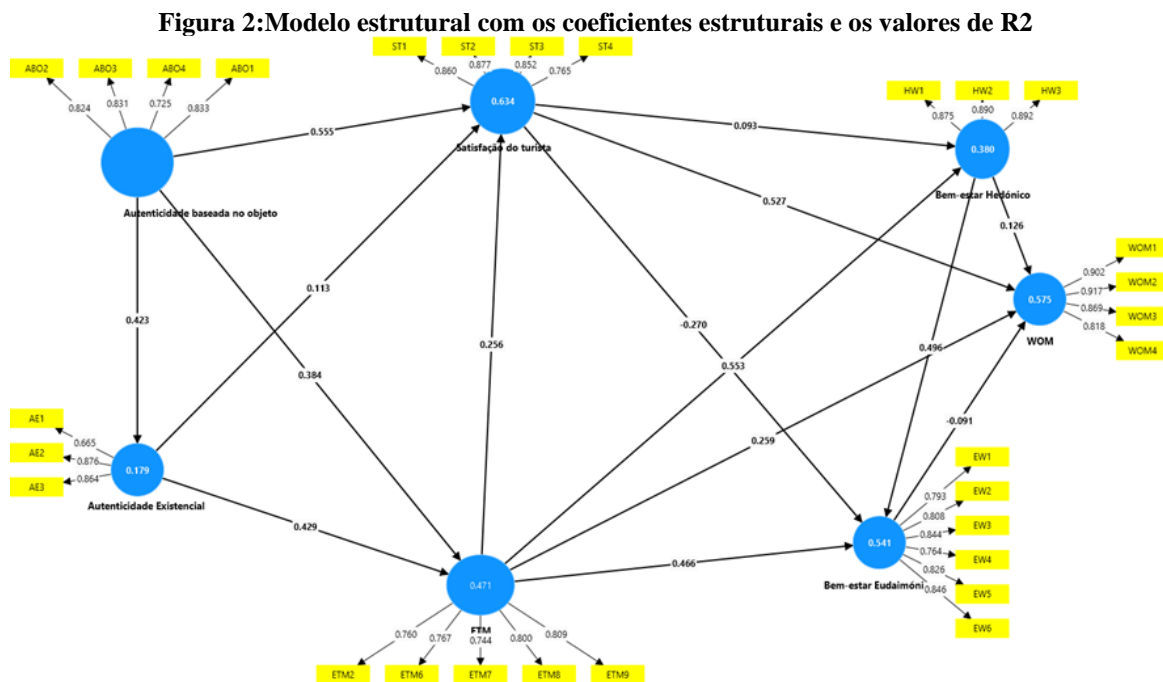 Figura 2:Modelo estrutural com os coeficientes estruturais e os valores de R2
ST1
ST2
ST3
ST4
0.860
0.877
0.852
0.765
0.634
Satisfação do turista
ABO2
ABO3
ABO4
ABO1
0.824
0.831
0.725
0.833
Autenticidade baseada no objeto
HW1
HW2
HW3
0.875
0.890
0.892
0.380
Bem-estar Hedónico
0.555
0.093
0.527
0.126
WOM1
WOM2
WOM3
WOM4
0.902
0.917
0.869
0.818
0.575
WOM
0.113
0.423
0.384
0.256
-0.270
0.553
0.496
0.259
-0.091
AE1
AE2
AE3
0.665
0.876
0.864
0.179
Autenticidade Existencial
0.429
0.466
0.471
ETM
0.760
0.767
0.744
0.800
0.809
ETM2
ETM6
ETM7
ETM8
ETM9
0.541
Bem-estar Eudaimóni
EW1
EW2
EW3
EW4
EW5
EW6
0.793
0.808
0.844
0.764
0.826
0.846